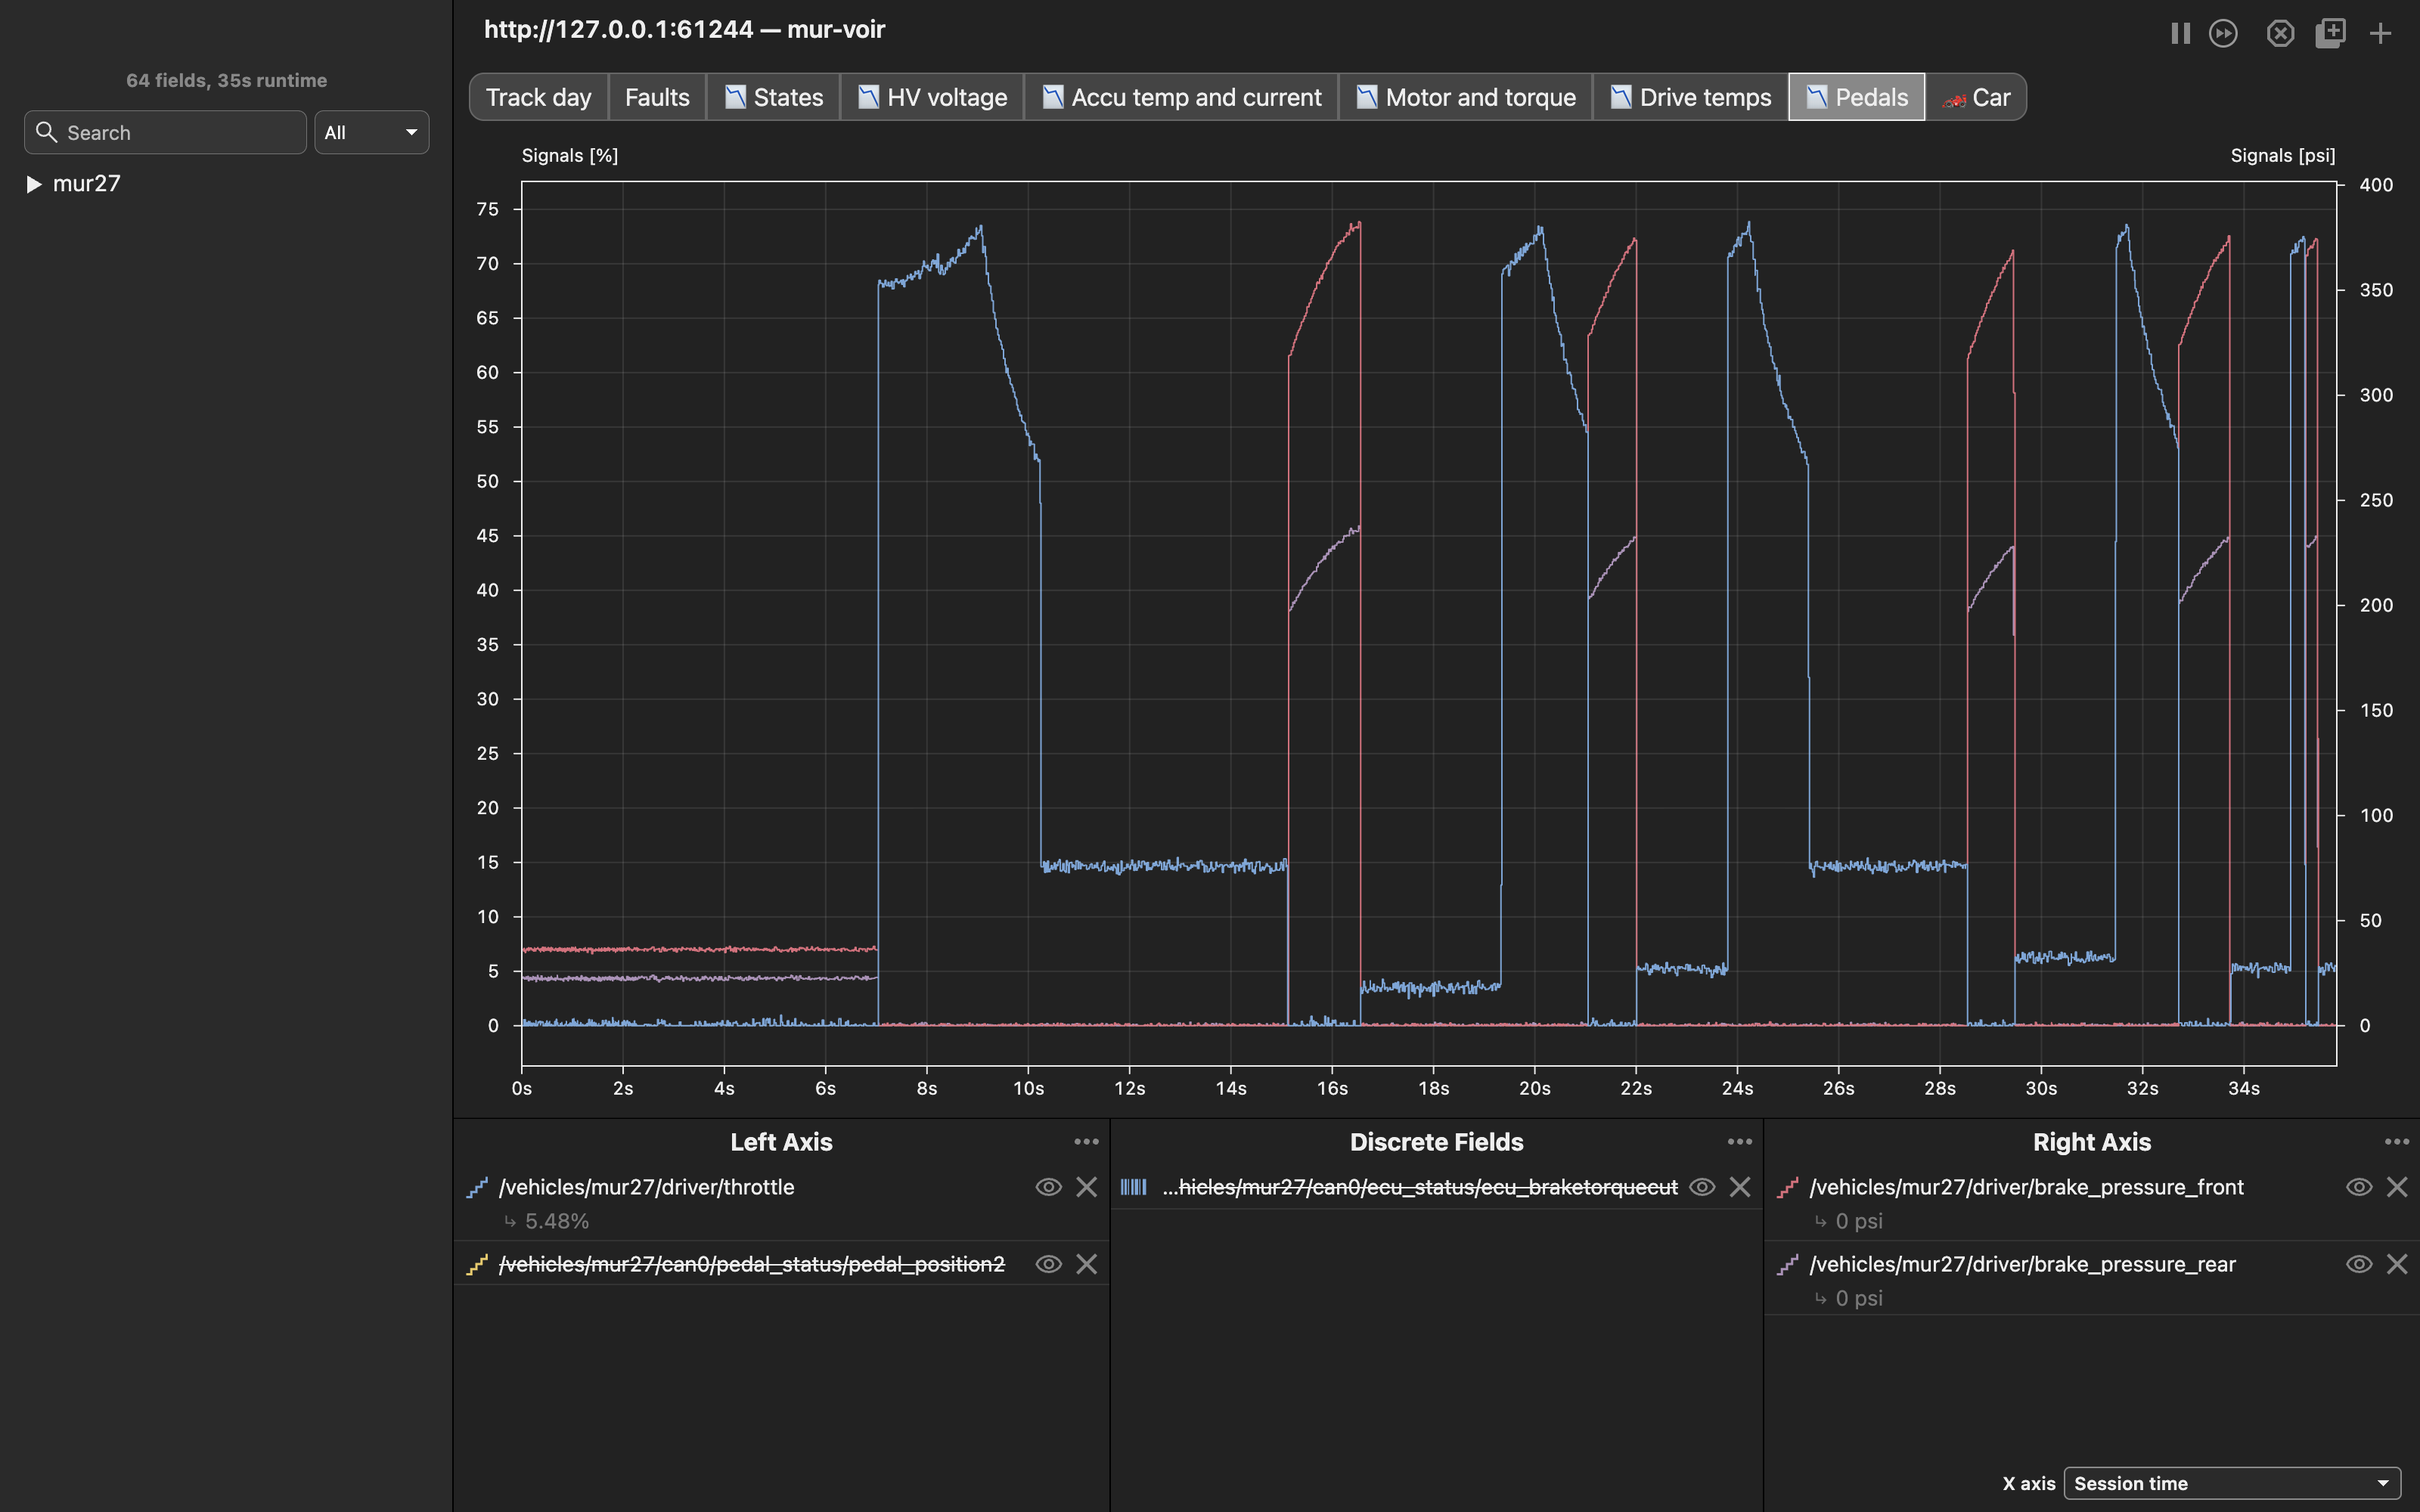 http://127.0.0.1:61244 — mur-voir
64 fields, 35s runtime
Search
All
mur27
Track day
Faults
States
HV voltage
Accu temp and current
Motor and torque
Drive temps
Pedals
Car
Signals [%]
Signals [psi]
75
70
65
60
55
50
45
40
35
30
25
20
15
10
5
0
400
350
300
250
200
150
100
50
0
0s
2s
4s
6s
8s
10s
12s
14s
16s
18s
20s
22s
24s
26s
28s
30s
32s
34s
Left Axis
/vehicles/mur27/driver/throttle
↳ 5.48%
/vehicles/mur27/can0/pedal_status/pedal_position2
Discrete Fields
...hicles/mur27/can0/ecu_status/ecu_braketorquecut
Right Axis
/vehicles/mur27/driver/brake_pressure_front
↳ 0 psi
/vehicles/mur27/driver/brake_pressure_rear
↳ 0 psi
X axis
Session time